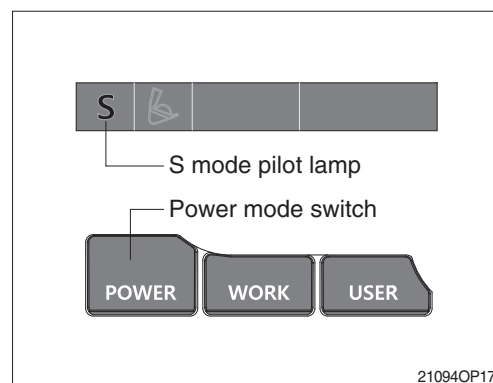 S
S mode pilot lamp
Power mode switch
POWER WORK USER
21094OP17